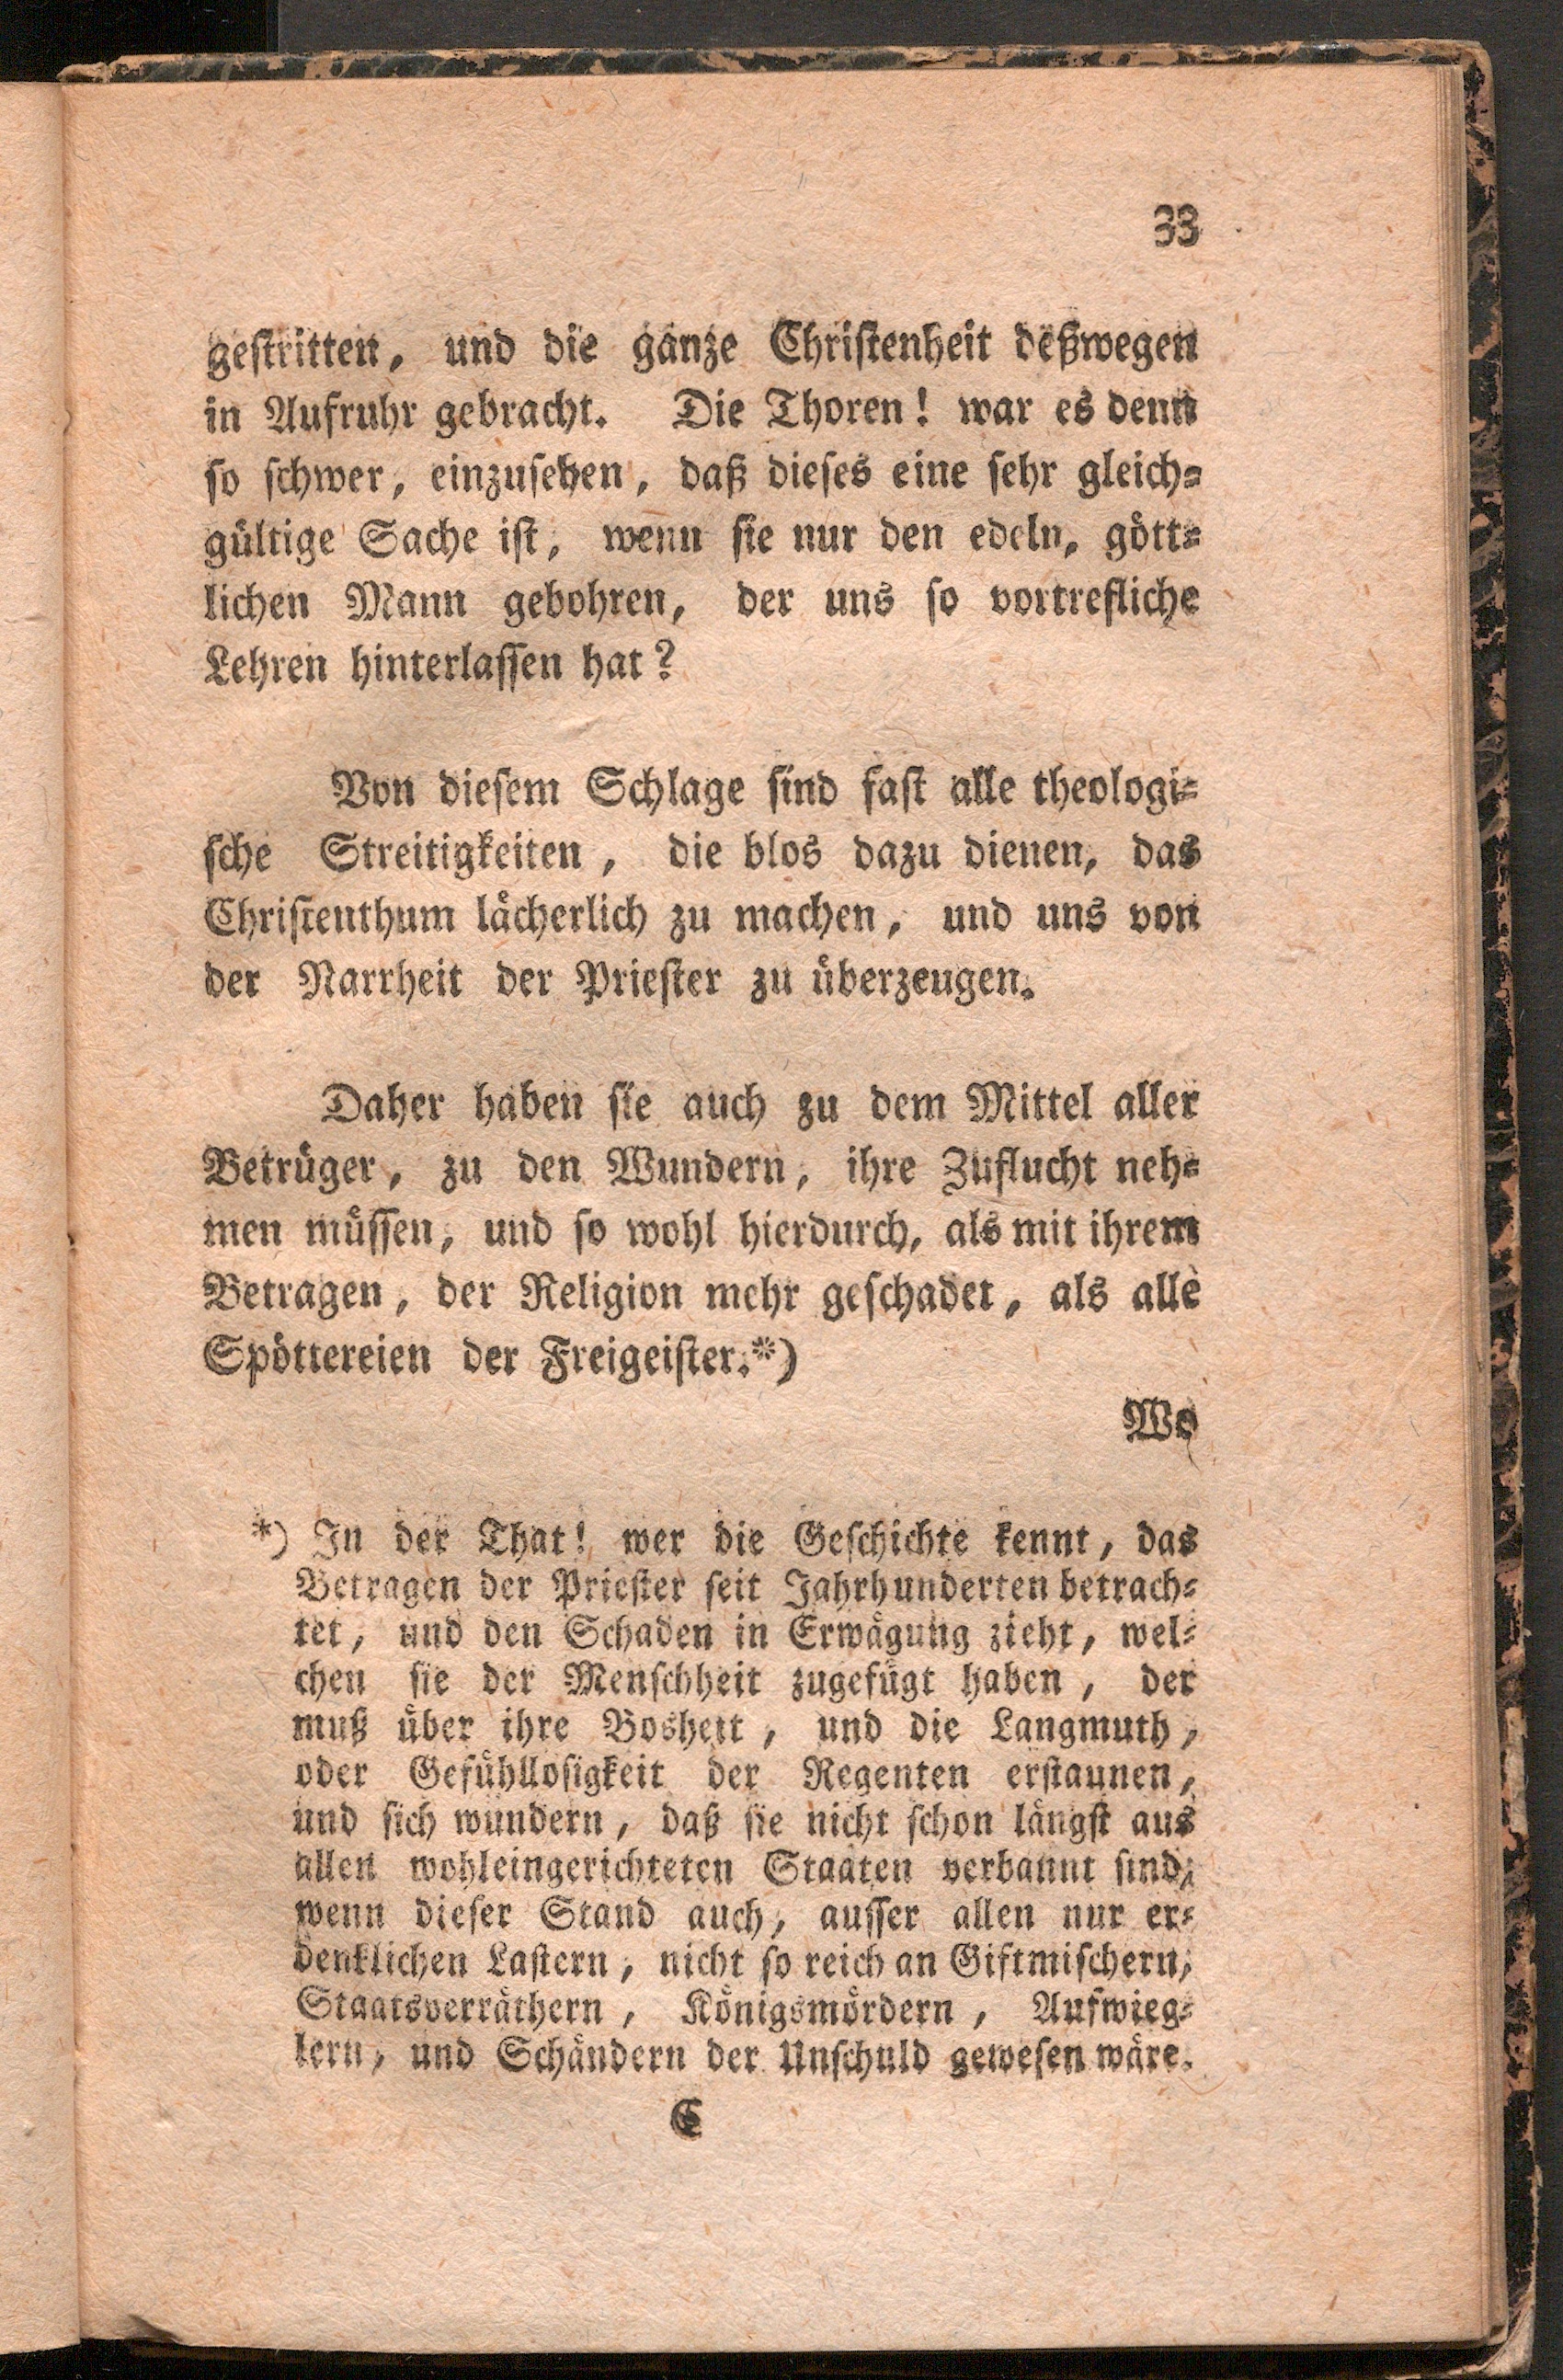 33
gestritten, und die ganze Christenheit deßwegen
in Aufruhr gebracht. Die Thoren! war es denn
so schwer, einzusehen, daß dieses eine sehr gleich-
gültige Sache ist, wenn sie nur den edeln, gött-
lichen Mann gebohren, der uns so vortrefliche
Lehren hinterlassen hat?
Von diesem Schlage sind fast alle theologi-
sche Streitigkeiten, die blos dazu dienen, das
Christenthum lächerlich zu machen, und uns von
der Narrheit der Priester zu überzeugen.
Daher haben sie auch zu dem Mittel aller
Betrüger, zu den Wundern, ihre Zuflucht neh-
men müssen, und so wohl hierdurch, als mit ihrem
Betragen, der Religion mehr geschadet, als alle
Spöttereien der Freigeister.*)
Wo
*) In der That! wer die Geschichte kennt, das
Betragen der Priester seit Jahrhunderten betrach-
tet, und den Schaden in Erwägung zieht, wel-
chen sie der Menschheit zugefügt haben, der
muß über ihre Bosheit, und die Langmuth,
oder Gefühllosigkeit der Regenten erstaunen,
und sich wundern, daß sie nicht schon längst aus
allen wohleingerichteten Staaten verbannt sind,
wenn dieser Stand auch, ausser allen nur er-
denklichen Lastern, nicht so reich an Giftmischern,
Staatsverräthern, Königsmördern, Aufwieg-
lern, und Schändern der Unschuld gewesen wäre.
C